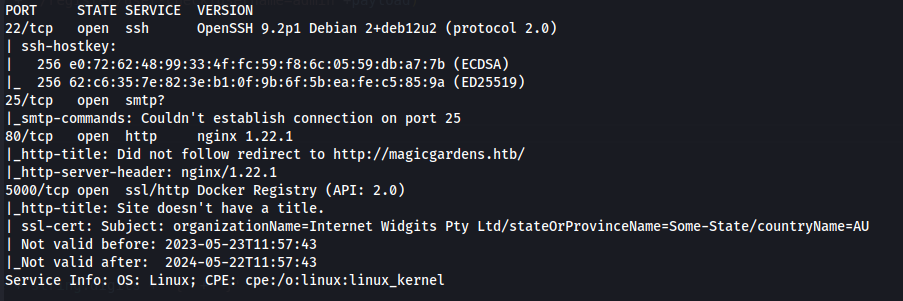 PORT     STATE SERVICE  VERSION
22/tcp   open  ssh      OpenSSH 9.2p1 Debian 2+deb12u2 (protocol 2.0)
| ssh-hostkey:
|   256 e0:72:62:48:99:33:4f:fc:59:f8:6c:05:59:db:a7:7b (ECDSA)
|_  256 62:c6:35:7e:82:3e:b1:0f:9b:6f:5b:ea:fe:c5:85:9a (ED25519)
25/tcp   open  smtp?
|_smtp-commands: Couldn't establish connection on port 25
80/tcp   open  http     nginx 1.22.1
|_http-title: Did not follow redirect to http://magicgardens.htb/
|_http-server-header: nginx/1.22.1
5000/tcp open  ssl/http Docker Registry (API: 2.0)
|_http-title: Site doesn't have a title.
| ssl-cert: Subject: organizationName=Internet Widgits Pty Ltd/stateOrProvinceName=Some-State/countryName=AU
| Not valid before: 2023-05-23T11:57:43
|_Not valid after:  2024-05-22T11:57:43
Service Info: OS: Linux; CPE: cpe:/o:linux:linux_kernel